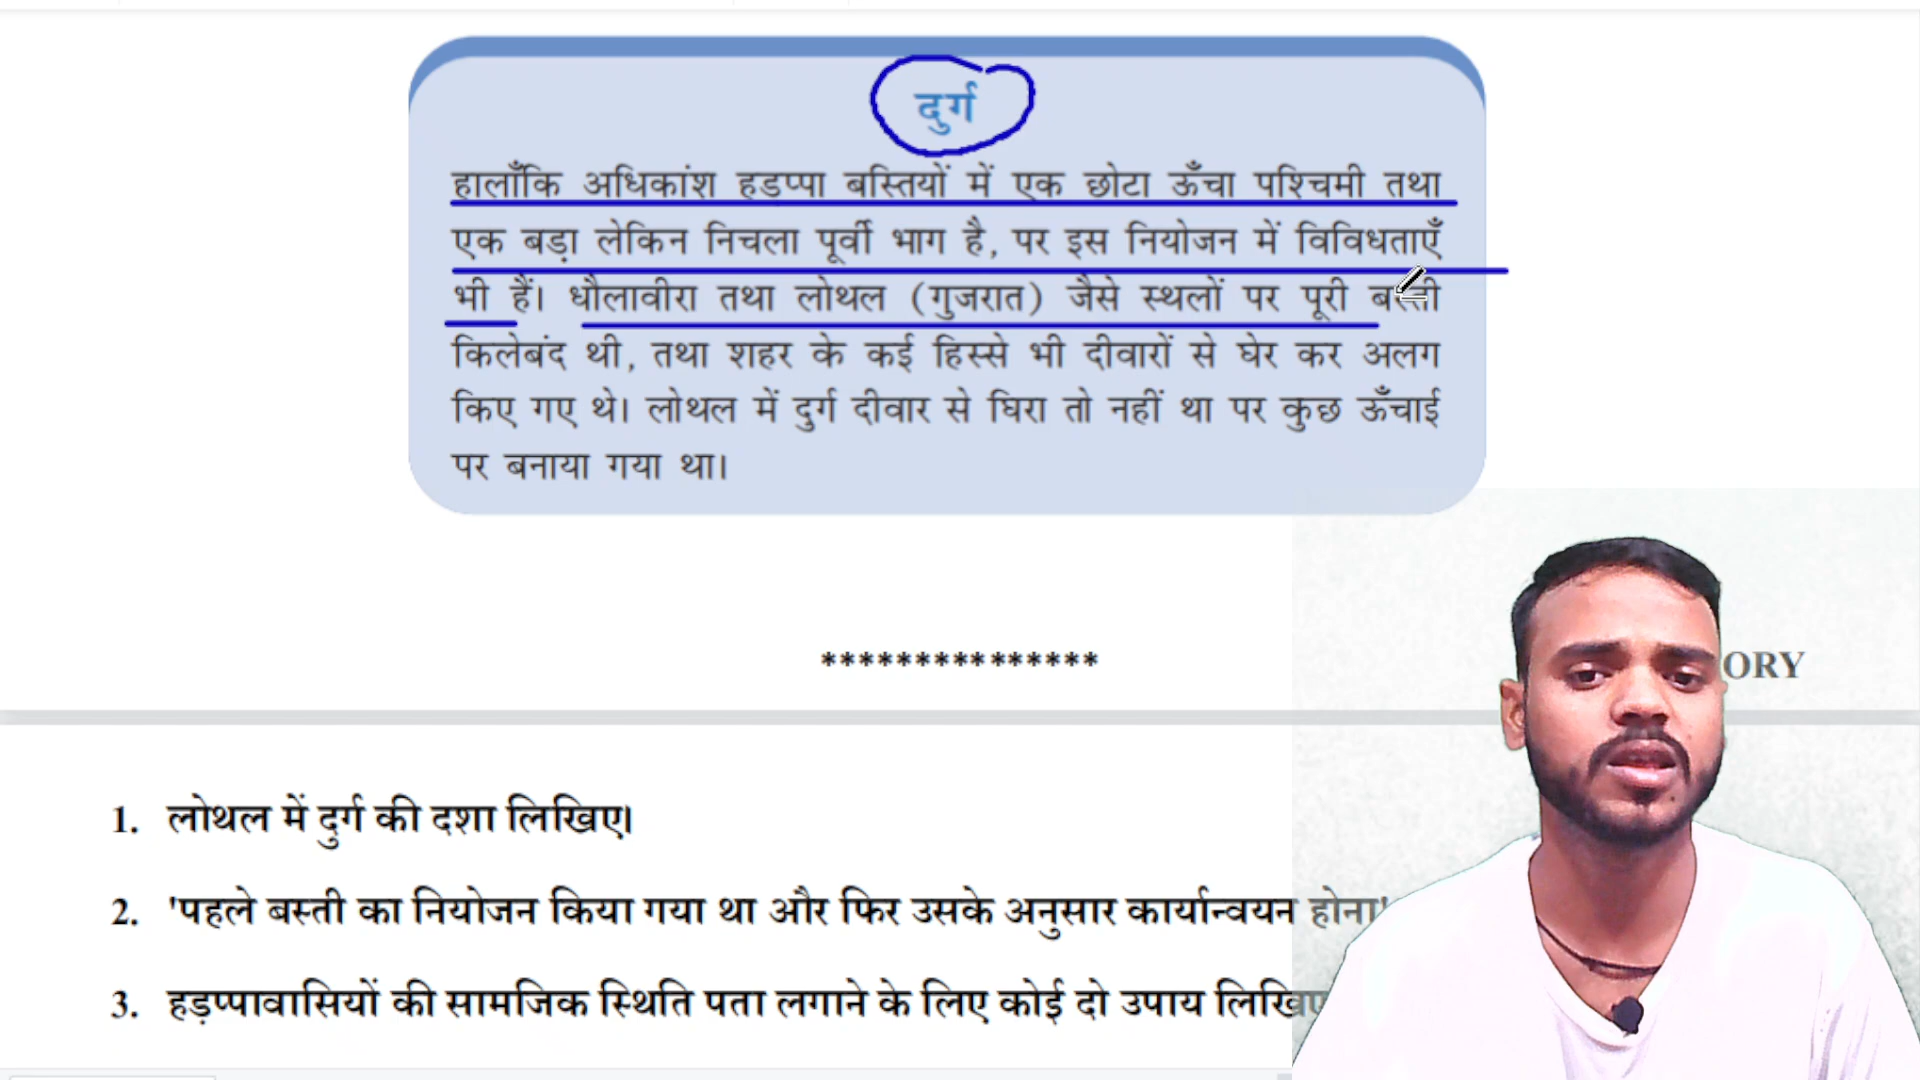 दुर्ग
हालाँकि अधिकांश हडप्पा बस्तियों में एक छोटा ऊँचा पश्चिमी तथा
एक बड़ा लेकिन निचला पूर्वी भाग है, पर इस नियोजन में विविधताएँ
भी हैं। धौलावीरा तथा लोथल (गुजरात) जैसे स्थलों पर पूरी बस्ती
किलेबंद थी, तथा शहर के कई हिस्से भी दीवारों से घेर कर अलग
किए गए थे। लोथल में दुर्ग दीवार से घिरा तो नहीं था पर कुछ ऊँचाई
पर बनाया गया था।
***************
ORY
1. लोथल में दुर्ग की दशा लिखिए।
2. 'पहले बस्ती का नियोजन किया गया था और फिर उसके अनुसार कार्यान्वयन होना'
3. हड़प्पावासियों की सामजिक स्थिति पता लगाने के लिए कोई दो उपाय लिखिए